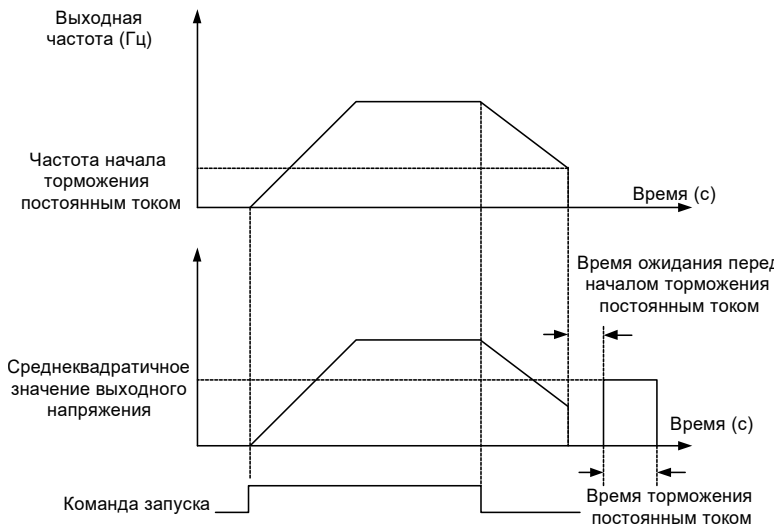 Выходная
частота (Гц)
Частота начала
торможения
постоянным током
Время (с)
Время ожидания перед
началом торможения
постоянным током
Среднеквадратичное
значение выходного
напряжения
Время (с)
Команда запуска
Время торможения
постоянным током